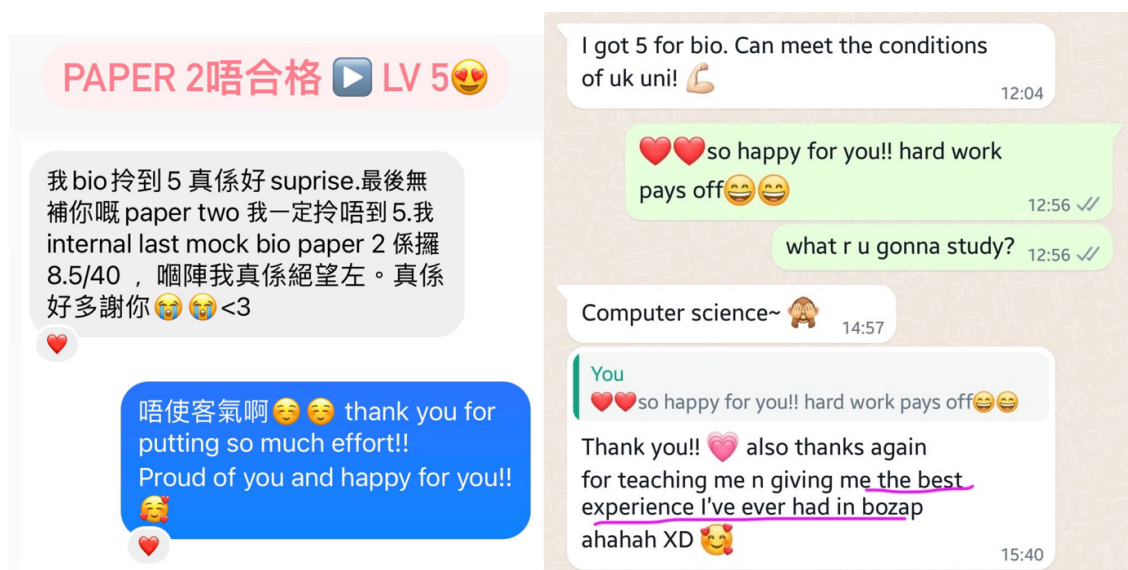 PAPER 2唔合格 ▶️ LV 5😍
我bio拎到5 真係好suprise.最後無
補你嘅paper two 我一定拎唔到5.我
internal last mock bio paper 2 係攞
8.5/40 ，嗰陣我真係絕望左。真係
好多謝你😭😭<3
❤️
唔使客氣啊☺️☺️ thank you for
putting so much effort!!
Proud of you and happy for you!!
🥰
❤️
I got 5 for bio. Can meet the conditions
of uk uni! 💪🏻
12:04
❤️❤️so happy for you!! hard work
pays off😄😄
12:56
what r u gonna study?
12:56
Computer science~ 🙈
14:57
You
❤️❤️so happy for you!! hard work pays off😄😄
Thank you!! 💗 also thanks again
for teaching me n giving me the best
experience I've ever had in bozap
ahahah XD 🥰
15:40